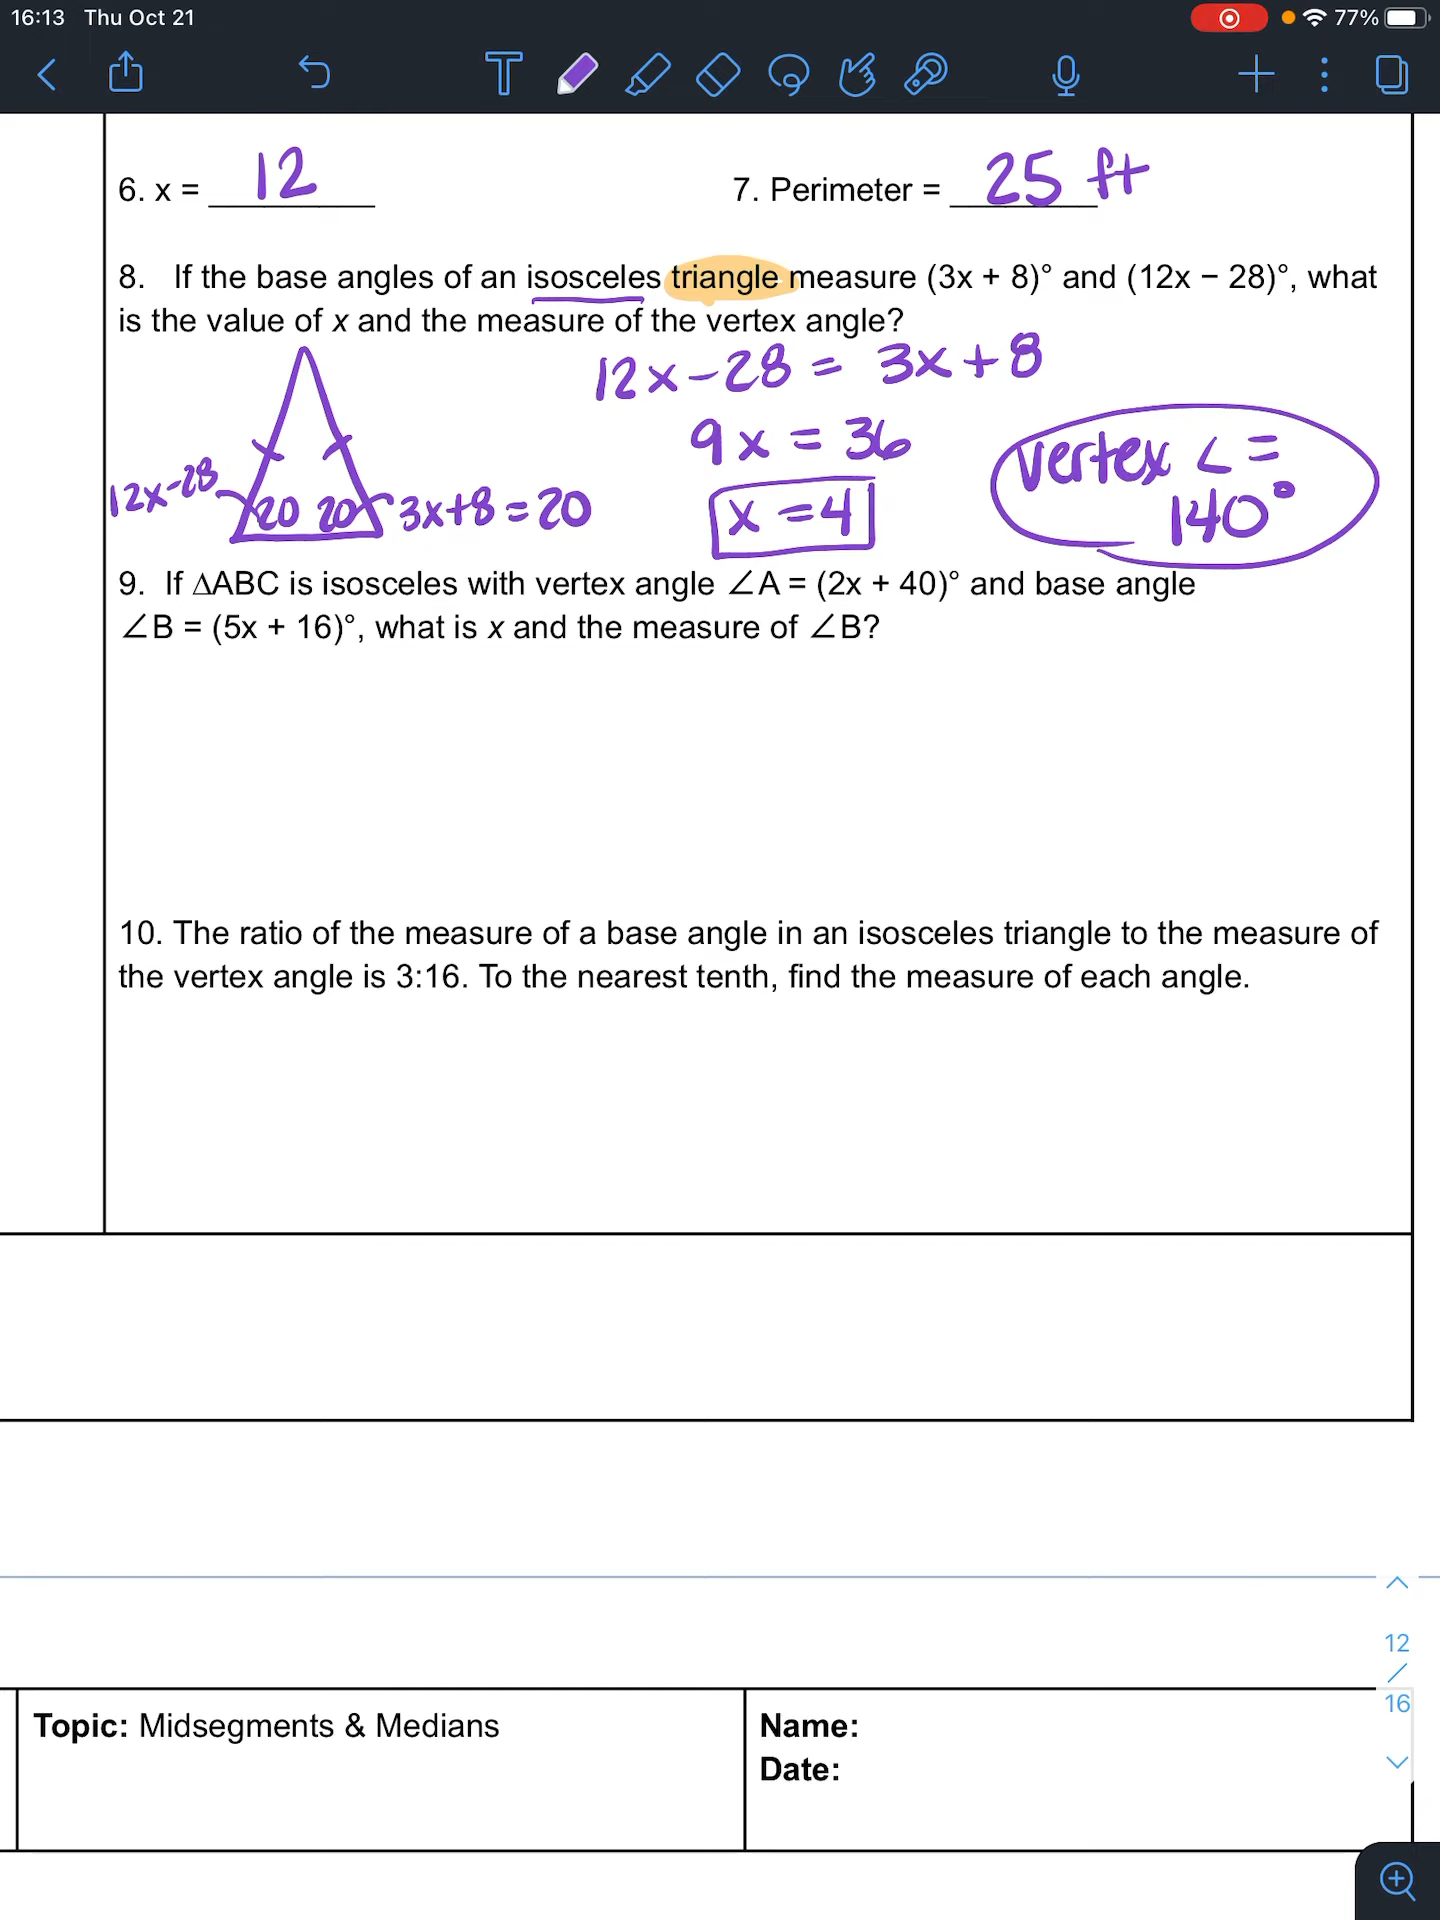 16:13 Thu Oct 21 77%
6. x = 12 7. Perimeter = 25 ft
8. If the base angles of an isosceles triangle measure (3x + 8)° and (12x − 28)°, what
is the value of x and the measure of the vertex angle?
12x-28 = 3x+8
9x = 36
vertex ∠ =
12x-28 20 20 3x+8 = 20 x = 4 140°
9. If △ABC is isosceles with vertex angle ∠A = (2x + 40)° and base angle
∠B = (5x + 16)°, what is x and the measure of ∠B?
10. The ratio of the measure of a base angle in an isosceles triangle to the measure of
the vertex angle is 3:16. To the nearest tenth, find the measure of each angle.
12
/
16
Topic: Midsegments & Medians Name:
Date: